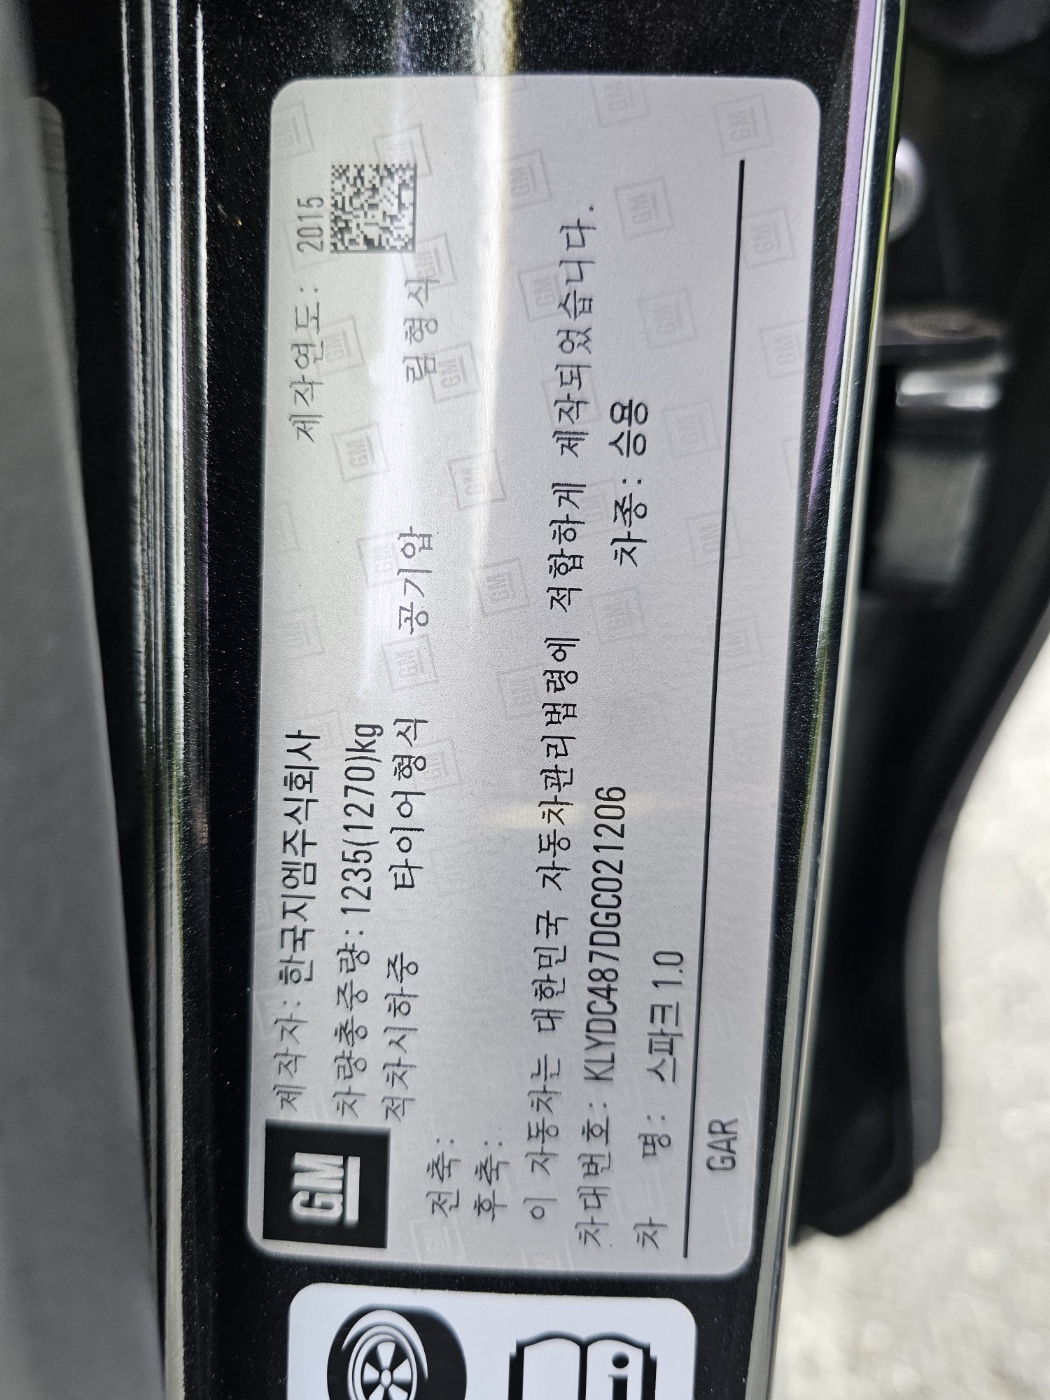 GM
제작자: 한국지엠주식회사 제작연도: 2015
차량총중량: 1235(1270)kg
적차시하중 타이어형식 공기압 림형식
전축:
후축:
이 자동차는 대한민국 자동차관리법령에 적합하게 제작되었습니다.
차대번호: KLYDC487DGC021206 차종: 승용
차 명: 스파크 1.0
GAR